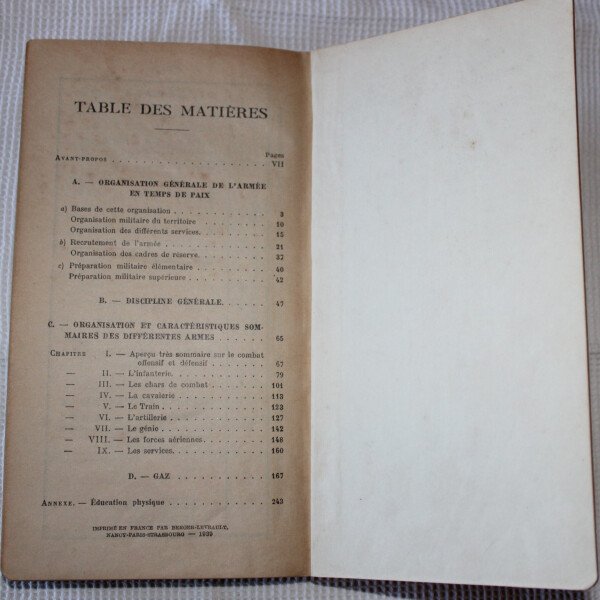 TABLE DES MATIÈRES
Pages
AVANT-PROPOS . . . . . . . . . . . . . . . . VII
A. — ORGANISATION GÉNÉRALE DE L'ARMÉE
EN TEMPS DE PAIX
a) Bases de cette organisation . . . . . . . . . . . 3
Organisation militaire du territoire . . . . . . . . 10
Organisation des différents services. . . . . . . . 15
b) Recrutement de l'armée . . . . . . . . . . . . 21
Organisation des cadres de réserve. . . . . . . . 32
c) Préparation militaire élémentaire . . . . . . . . 40
Préparation militaire supérieure . . . . . . . . . 42
B. — DISCIPLINE GÉNÉRALE. . . . . . 47
C. — ORGANISATION ET CARACTÉRISTIQUES SOM-
MAIRES DES DIFFÉRENTES ARMES . . . . . . 65
CHAPITRE I. — Aperçu très sommaire sur le combat
offensif et défensif . . . . . . . . . 67
— II. — L'infanterie. . . . . . . . . . . . 79
— III. — Les chars de combat . . . . . . . 101
— IV. — La cavalerie . . . . . . . . . . . 113
— V. — Le Train . . . . . . . . . . . . . 123
— VI. — L'artillerie . . . . . . . . . . . . 127
— VII. — Le génie . . . . . . . . . . . . . 142
— VIII. — Les forces aériennes. . . . . . . . 148
— IX. — Les services. . . . . . . . . . . . 160
D. — GAZ . . . . . . . . . . . 167
ANNEXE. — Éducation physique . . . . . . . . . . . 243
IMPRIMÉ EN FRANCE PAR BERGER-LEVRAULT,
NANCY-PARIS-STRASBOURG — 1939